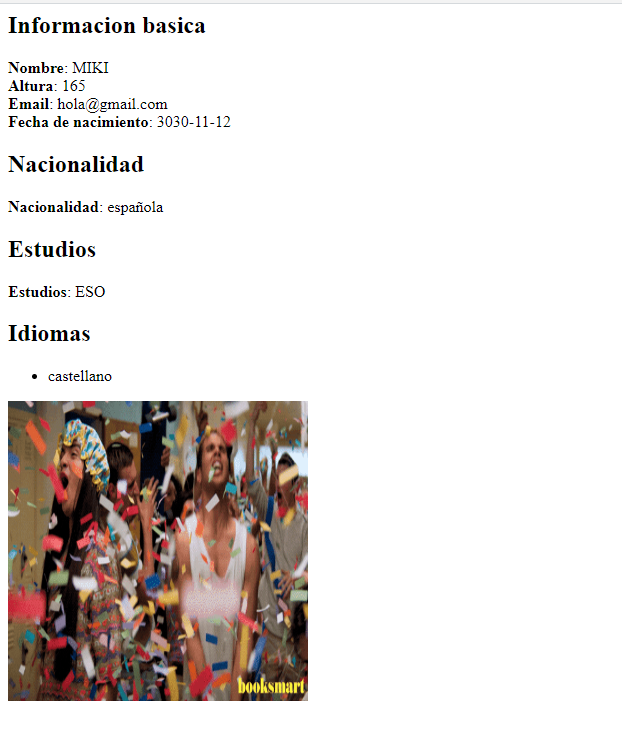 Informacion basica
Nombre: MIKI
Altura: 165
Email: hola@gmail.com
Fecha de nacimiento: 3030-11-12
Nacionalidad
Nacionalidad: española
Estudios
Estudios: ESO
Idiomas
• castellano
booksmart